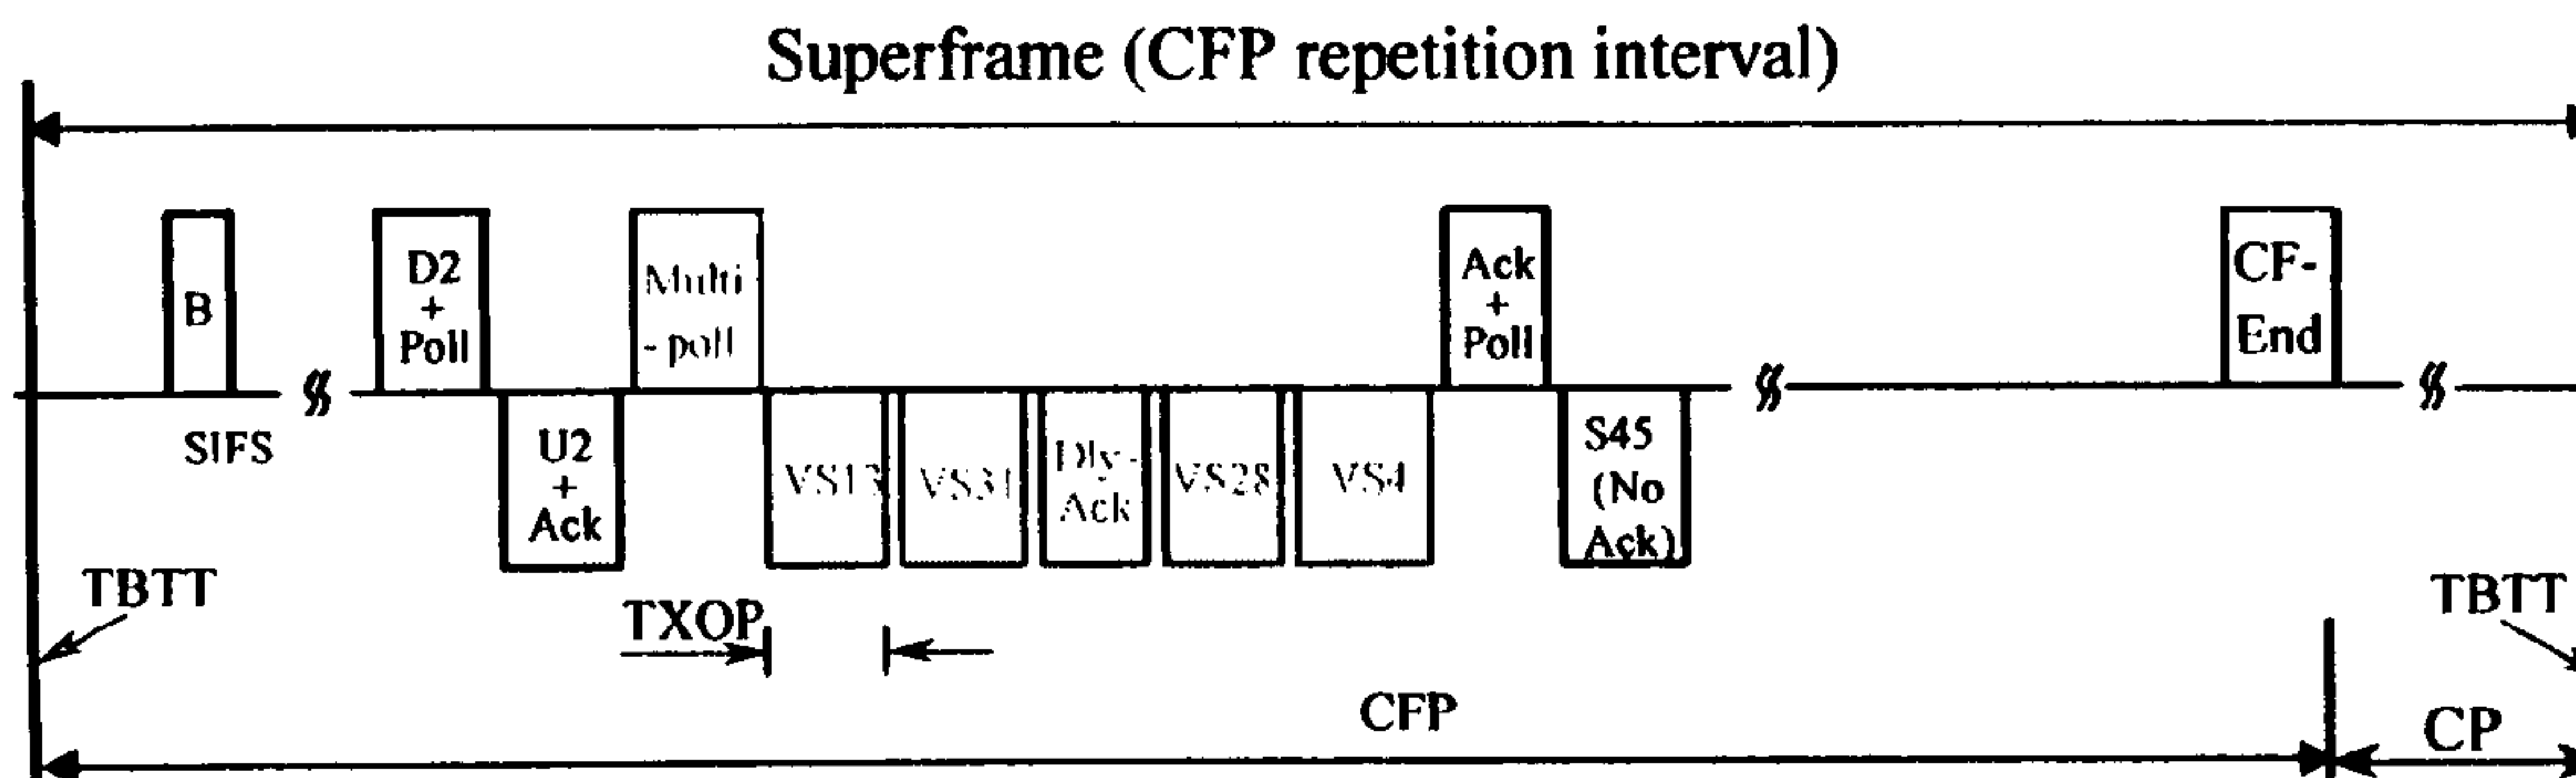 Superframe (CFP repetition interval)
B
D2
+
Poll
Multi
- poll
Ack
+
Poll
CF-
End
SIFS
U2
+
Ack
VS13
VS31
Dly-
Ack
VS28
VS4
S45
(No
Ack)
TBTT
TXOP
TBTT
CFP
CP